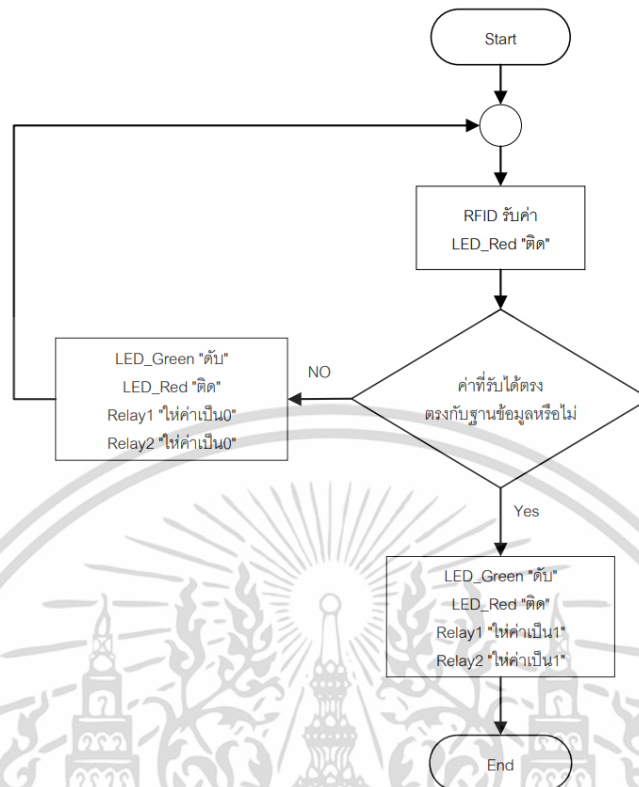 Start
RFID รับค่า
LED_Red "ติด"
ค่าที่รับได้ตรง
ตรงกับฐานข้อมูลหรือไม่
NO
LED_Green "ดับ"
LED_Red "ติด"
Relay1 "ให้ค่าเป็น0"
Relay2 "ให้ค่าเป็น0"
Yes
LED_Green "ดับ"
LED_Red "ติด"
Relay1 "ให้ค่าเป็น1"
Relay2 "ให้ค่าเป็น1"
End